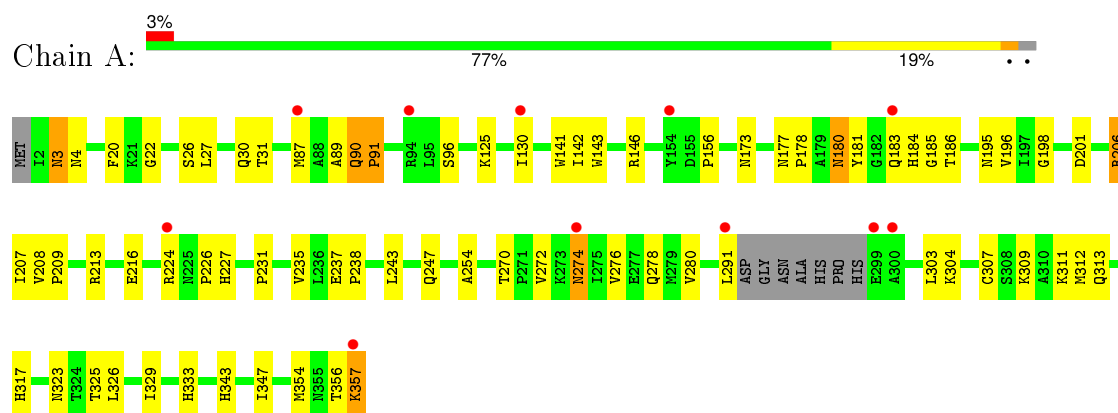 3%
Chain A:
77% 19% • •
MET I2 N3 N4 F20 K21 G22 S26 L27 Q30 T31 M87 A88 A89 Q90 P91 R94 L95 S96 K125 I130 W141 I142 W143 R146 Y154 D155 P156 N173 N177 P178 A179 N180 Y181 G182 Q183 H184 G185 T186 N195 V196 I197 G198 D201 R206
I207 V208 P209 R213 E216 R224 N225 P226 H227 P231 V235 L236 E237 P238 L243 Q247 A254 T270 P271 V272 K273 N274 I275 V276 E277 Q278 M279 V280 L291 ASP GLY ASN ALA HIS PRO HIS E299 A300 L303 K304 C307 S308 K309 A310 K311 M312 Q313
H317 N323 T324 T325 L326 I329 H333 H343 I347 M354 N355 T356 K357